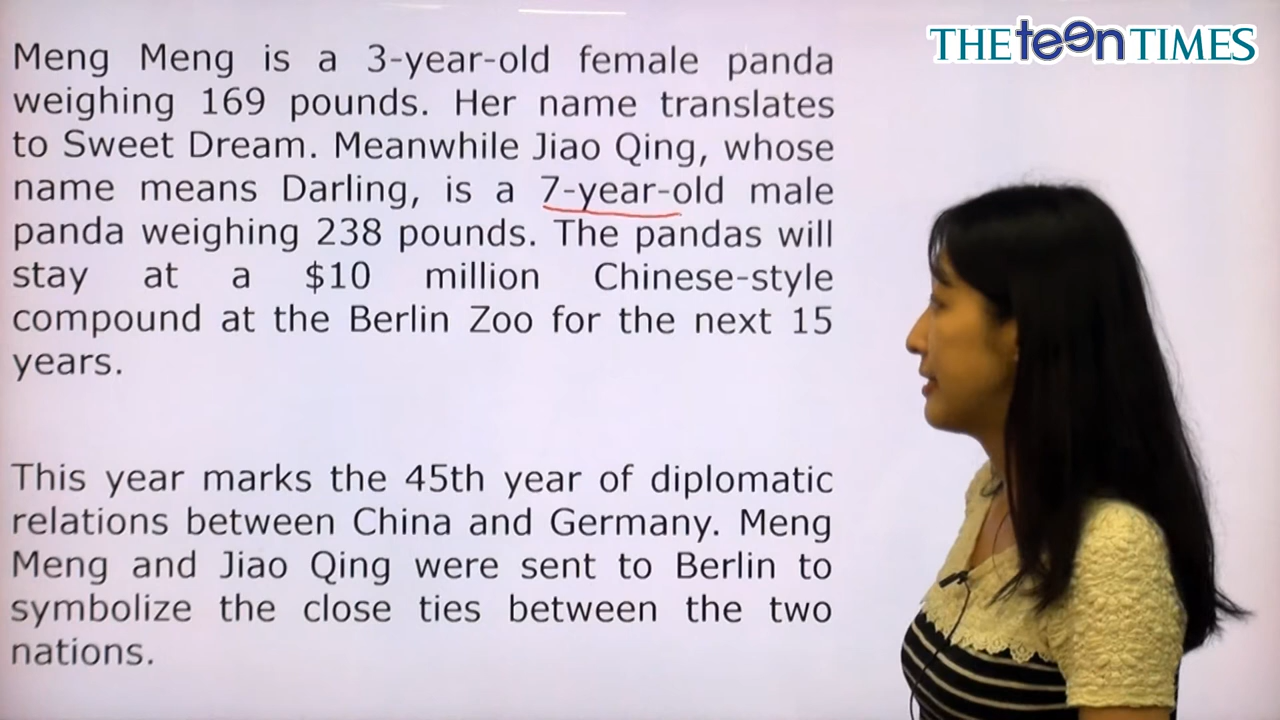 THE teen TIMES
Meng Meng is a 3-year-old female panda
weighing 169 pounds. Her name translates
to Sweet Dream. Meanwhile Jiao Qing, whose
name means Darling, is a 7-year-old male
panda weighing 238 pounds. The pandas will
stay at a $10 million Chinese-style
compound at the Berlin Zoo for the next 15
years.
This year marks the 45th year of diplomatic
relations between China and Germany. Meng
Meng and Jiao Qing were sent to Berlin to
symbolize the close ties between the two
nations.